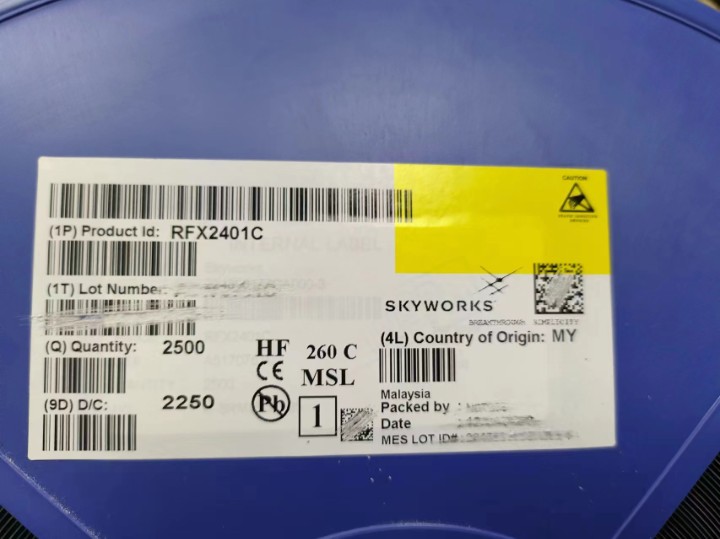 CAUTION
(1P) Product Id: RFX2401C
(1T) Lot Number:
SKYWORKS
(Q) Quantity: 2500
HF
260 C
(4L) Country of Origin: MY
CE
MSL
Malaysia
(9D) D/C: 2250
Pb
1
Packed by :
Date
MES LOT ID#: